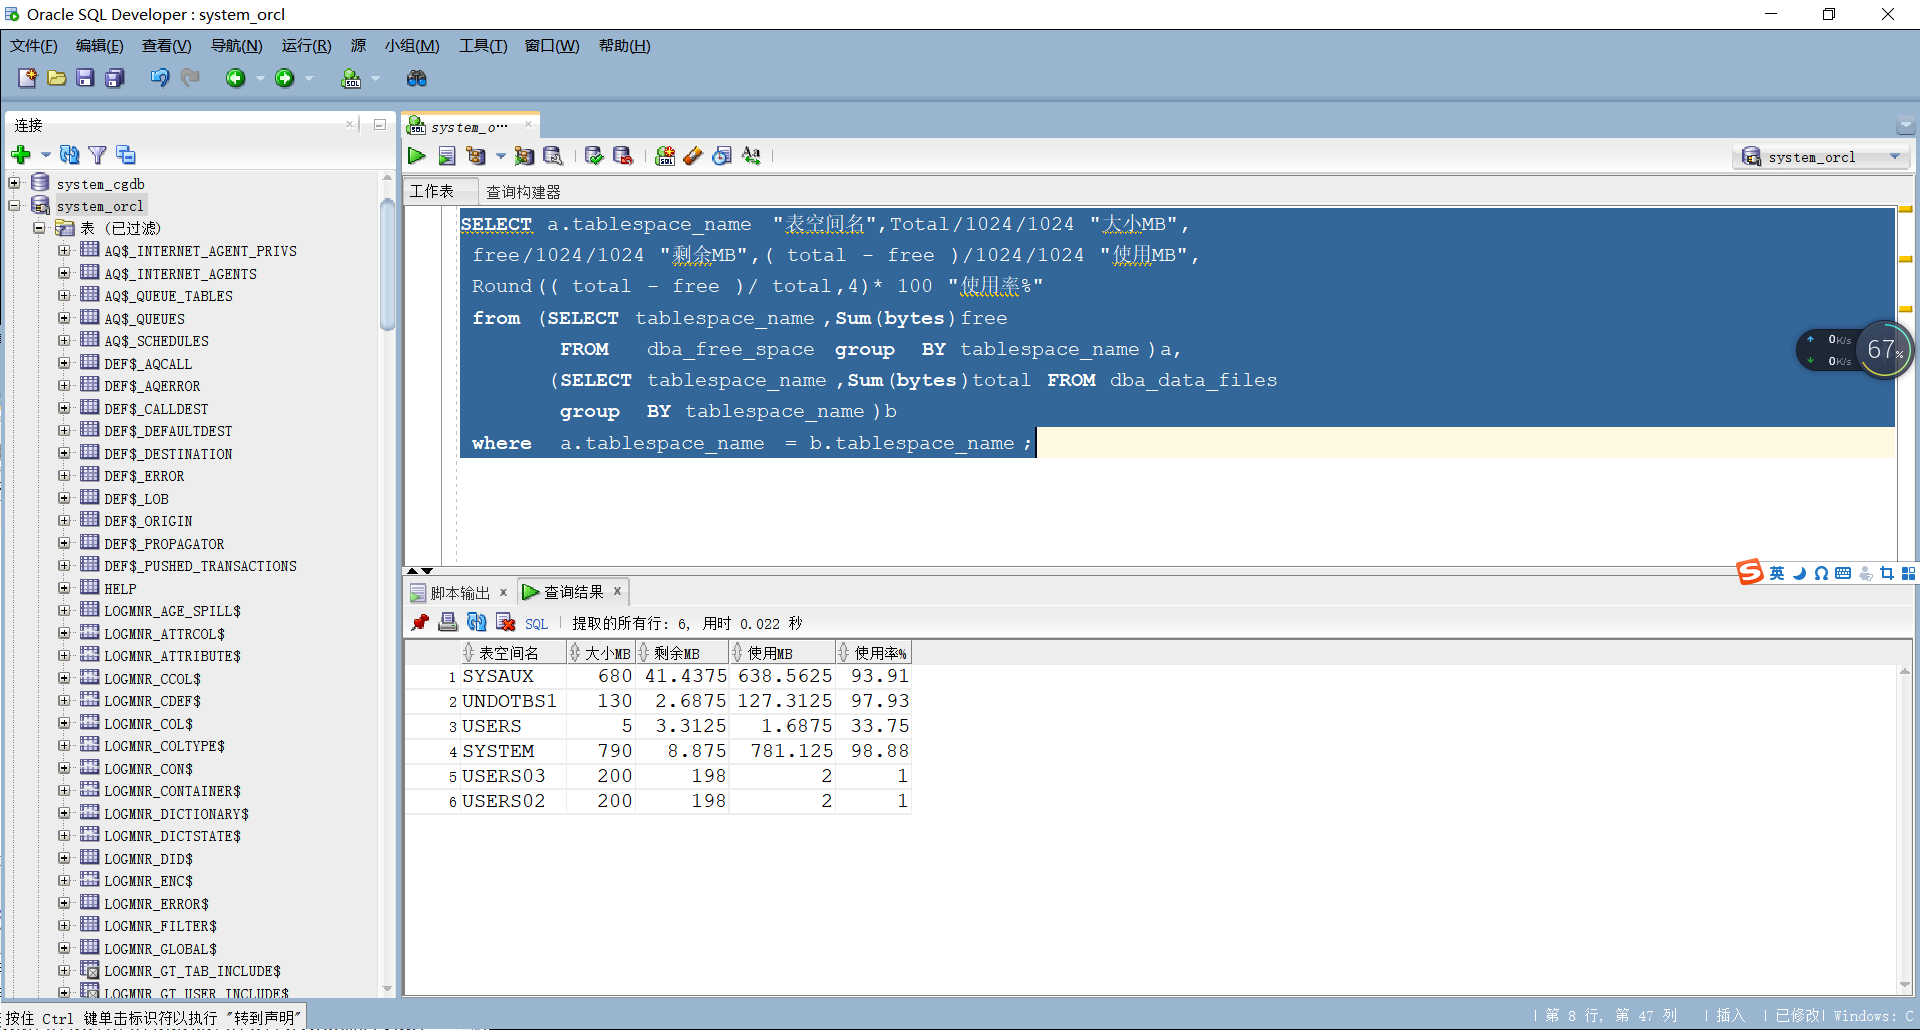 Oracle SQL Developer : system_orcl
文件(F) 编辑(E) 查看(V) 导航(N) 运行(R) 源 小组(M) 工具(T) 窗口(W) 帮助(H)
连接
system_cgdb
system_orcl
表 (已过滤)
AQ$_INTERNET_AGENT_PRIVS
AQ$_INTERNET_AGENTS
AQ$_QUEUE_TABLES
AQ$_QUEUES
AQ$_SCHEDULES
DEF$_AQCALL
DEF$_AQERROR
DEF$_CALLDEST
DEF$_DEFAULTDEST
DEF$_DESTINATION
DEF$_ERROR
DEF$_LOB
DEF$_ORIGIN
DEF$_PROPAGATOR
DEF$_PUSHED_TRANSACTIONS
HELP
LOGMNR_AGE_SPILL$
LOGMNR_ATTRCOL$
LOGMNR_ATTRIBUTE$
LOGMNR_CCOL$
LOGMNR_CDEF$
LOGMNR_COL$
LOGMNR_COLTYPE$
LOGMNR_CON$
LOGMNR_CONTAINER$
LOGMNR_DICTIONARY$
LOGMNR_DICTSTATE$
LOGMNR_DID$
LOGMNR_ENC$
LOGMNR_ERROR$
LOGMNR_FILTER$
LOGMNR_GLOBAL$
LOGMNR_GT_TAB_INCLUDE$
LOGMNR_GT_USER_INCLUDE$
system_o...
system_orcl
工作表 查询构建器
SELECT a.tablespace_name "表空间名",Total/1024/1024 "大小MB",
free/1024/1024 "剩余MB",( total - free )/1024/1024 "使用MB",
Round(( total - free )/ total,4)* 100 "使用率%"
from (SELECT tablespace_name ,Sum(bytes)free
FROM dba_free_space group BY tablespace_name )a,
(SELECT tablespace_name ,Sum(bytes)total FROM dba_data_files
group BY tablespace_name )b
where a.tablespace_name = b.tablespace_name ;
0K/s
0K/s
67%
英
脚本输出 查询结果
SQL 提取的所有行: 6, 用时 0.022 秒
表空间名 大小MB 剩余MB 使用MB 使用率%
1 SYSAUX 680 41.4375 638.5625 93.91
2 UNDOTBS1 130 2.6875 127.3125 97.93
3 USERS 5 3.3125 1.6875 33.75
4 SYSTEM 790 8.875 781.125 98.88
5 USERS03 200 198 2 1
6 USERS02 200 198 2 1
按住 Ctrl 键单击标识符以执行 "转到声明"
第 8 行, 第 47 列 | 插入 | 已修改| Windows: C